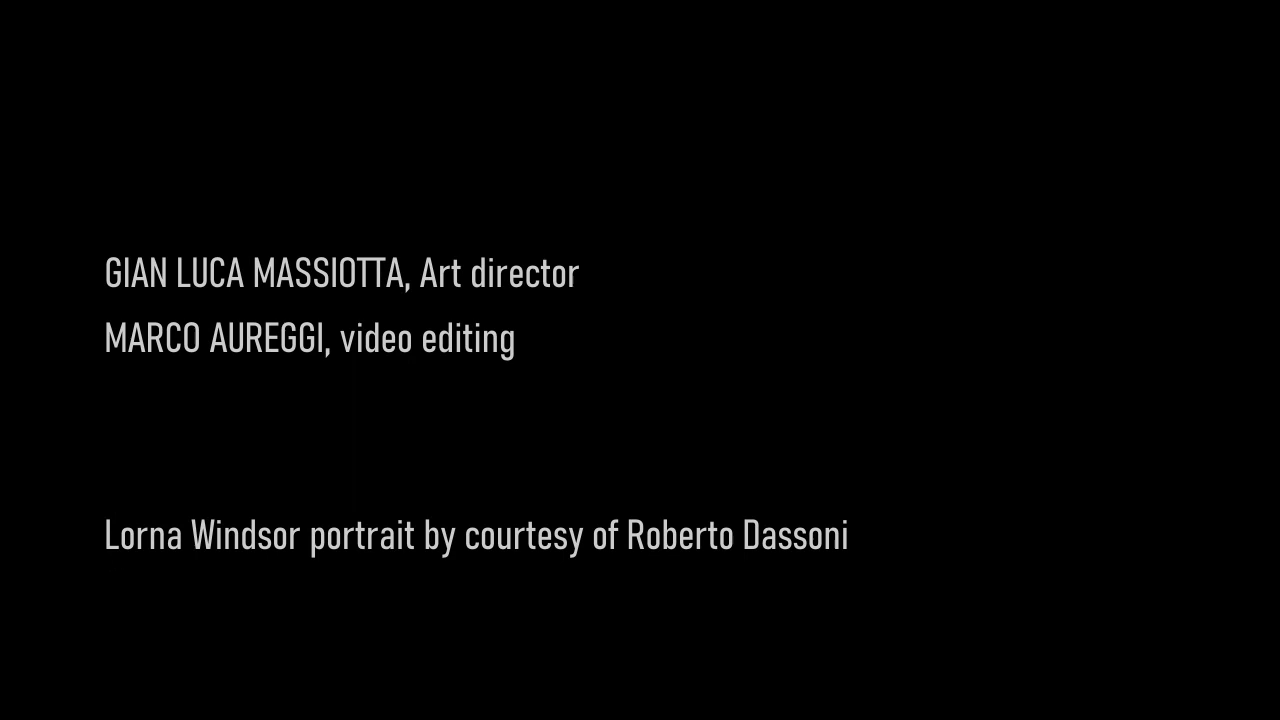 GIAN LUCA MASSIOTTA, Art director
MARCO AUREGGI, video editing
Lorna Windsor portrait by courtesy of Roberto Dassoni